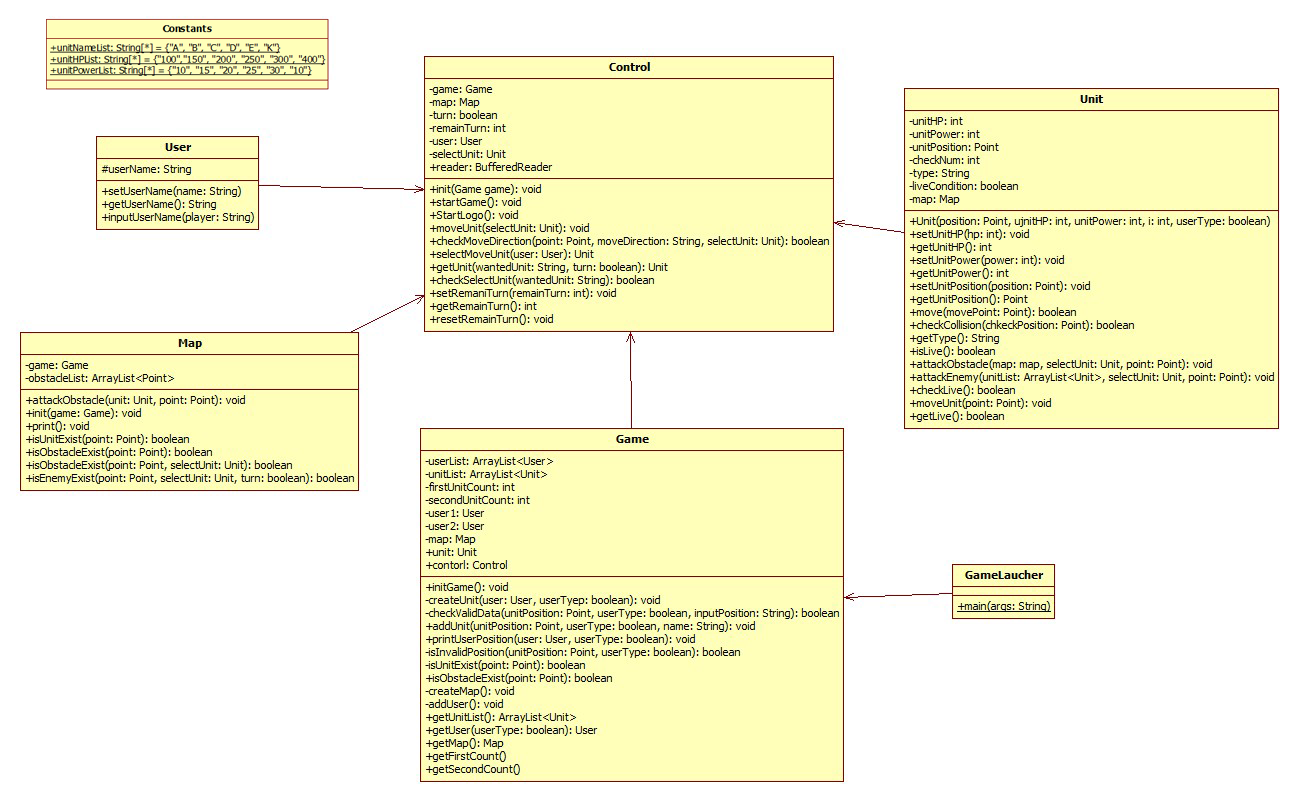 Constants
+unitNameList: String[*] = {"A", "B", "C", "D", "E", "K"}
+unitHPList: String[*] = {"100","150", "200", "250", "300", "400"}
+unitPowerList: String[*] = {"10", "15", "20", "25", "30", "10"}
User
#userName: String
+setUserName(name: String)
+getUserName(): String
+inputUserName(player: String)
Control
-game: Game
-map: Map
-turn: boolean
-remainTurn: int
-user: User
-selectUnit: Unit
+reader: BufferedReader
+init(Game game): void
+startGame(): void
+StartLogo(): void
+moveUnit(selectUnit: Unit): void
+checkMoveDirection(point: Point, moveDirection: String, selectUnit: Unit): boolean
+selectMoveUnit(user: User): Unit
+getUnit(wantedUnit: String, turn: boolean): Unit
+checkSelectUnit(wantedUnit: String): boolean
+setRemaniTurn(remainTurn: int): void
+getRemainTurn(): int
+resetRemainTurn(): void
Unit
-unitHP: int
-unitPower: int
-unitPosition: Point
-checkNum: int
-type: String
-liveCondition: boolean
-map: Map
+Unit(position: Point, ujnitHP: int, unitPower: int, i: int, userType: boolean)
+setUnitHP(hp: int): void
+getUnitHP(): int
+setUnitPower(power: int): void
+getUnitPower(): int
+setUnitPosition(position: Point): void
+getUnitPosition(): Point
+move(movePoint: Point): boolean
+checkCollision(chkeckPosition: Point): boolean
+getType(): String
+isLive(): boolean
+attackObstacle(map: map, selectUnit: Unit, point: Point): void
+attackEnemy(unitList: ArrayList<Unit>, selectUnit: Unit, point: Point): void
+checkLive(): boolean
+moveUnit(point: Point): void
+getLive(): boolean
Map
-game: Game
-obstacleList: ArrayList<Point>
+attackObstacle(unit: Unit, point: Point): void
+init(game: Game): void
+print(): void
+isUnitExist(point: Point): boolean
+isObstacleExist(point: Point): boolean
+isObstacleExist(point: Point, selectUnit: Unit): boolean
+isEnemyExist(point: Point, selectUnit: Unit, turn: boolean): boolean
Game
-userList: ArrayList<User>
-unitList: ArrayList<Unit>
-firstUnitCount: int
-secondUnitCount: int
-user1: User
-user2: User
-map: Map
+unit: Unit
+contorl: Control
+initGame(): void
-createUnit(user: User, userTyep: boolean): void
-checkValidData(unitPosition: Point, userType: boolean, inputPosition: String): boolean
+addUnit(unitPosition: Point, userType: boolean, name: String): void
+printUserPosition(user: User, userType: boolean): void
-isInvalidPosition(unitPosition: Point, userType: boolean): boolean
-isUnitExist(point: Point): boolean
+isObstacleExist(point: Point): boolean
-createMap(): void
-addUser(): void
+getUnitList(): ArrayList<Unit>
+getUser(userType: boolean): User
+getMap(): Map
+getFirstCount()
+getSecondCount()
GameLaucher
+main(args: String)